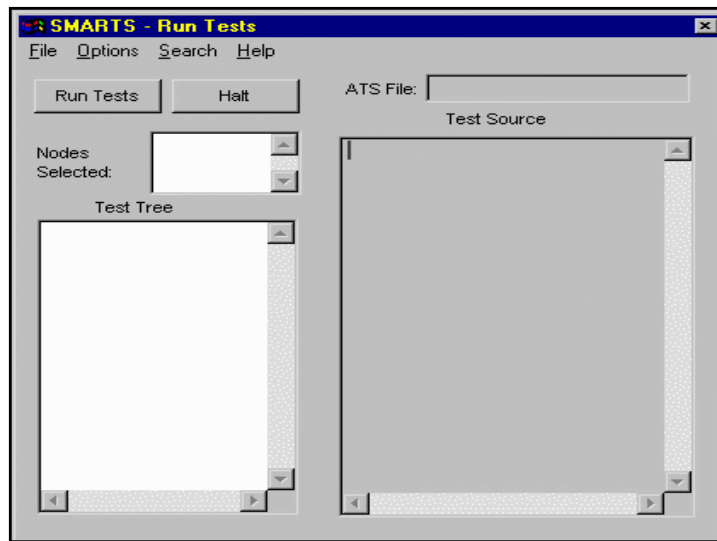 SMARTS - Run Tests
File Options Search Help
Run Tests
Halt
ATS File:
Test Source
Nodes
Selected:
Test Tree